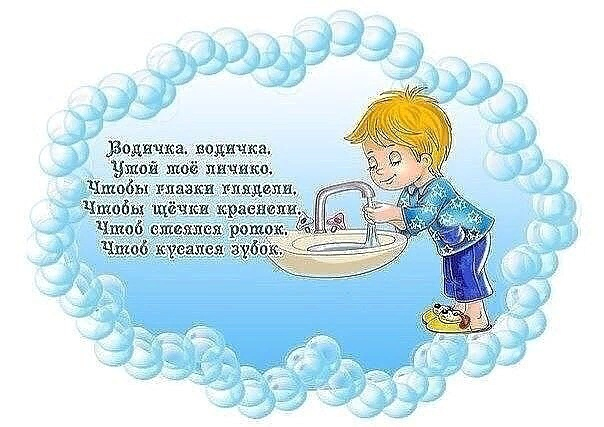 Водичка, водичка,
Умой моё личико,
Чтобы глазки глядели,
Чтобы щёчки краснели,
Чтоб смеялся роток,
Чтоб кусался зубок.